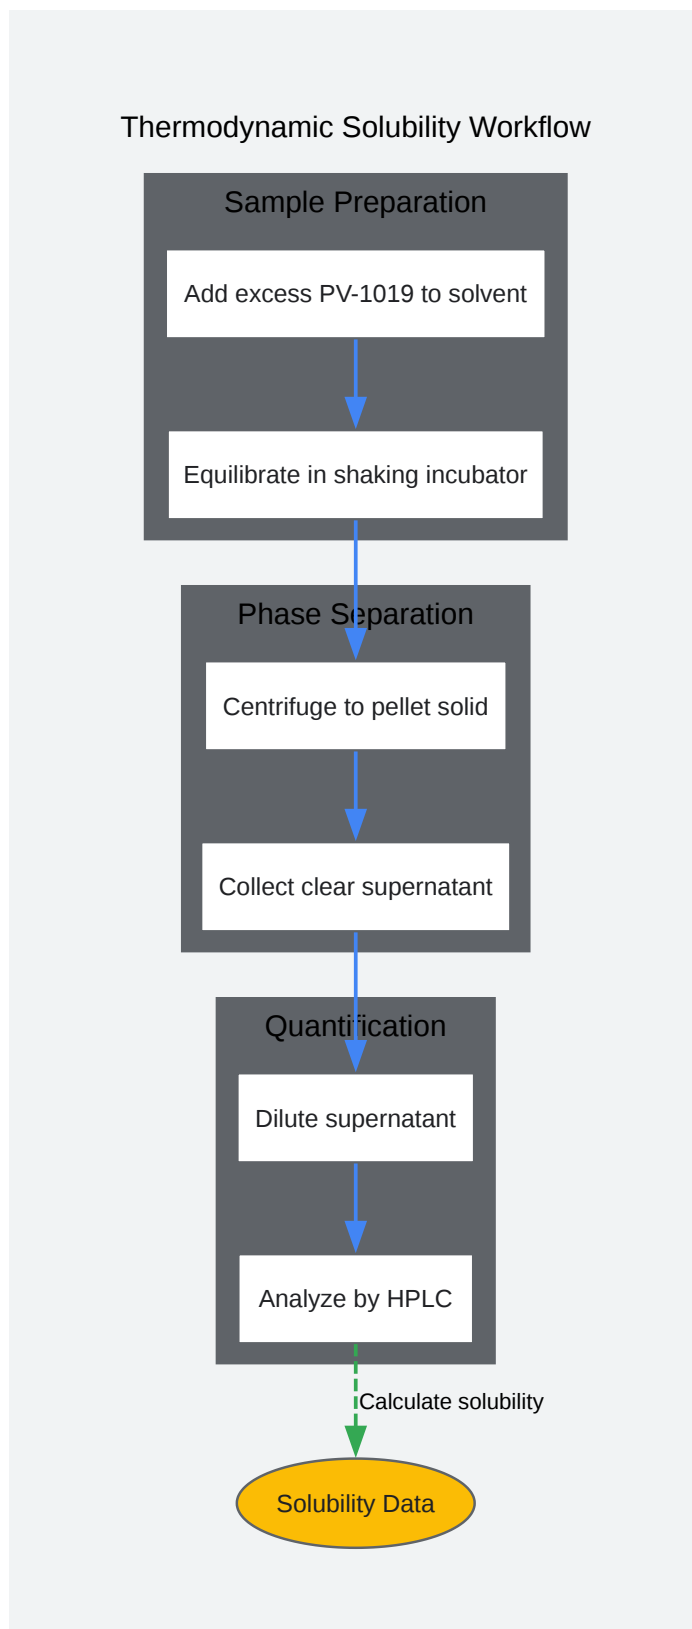 Thermodynamic Solubility Workflow
Sample Preparation
Add excess PV-1019 to solvent
Equilibrate in shaking incubator
Phase Separation
Centrifuge to pellet solid
Collect clear supernatant
Quantification
Dilute supernatant
Analyze by HPLC
Calculate solubility
Solubility Data